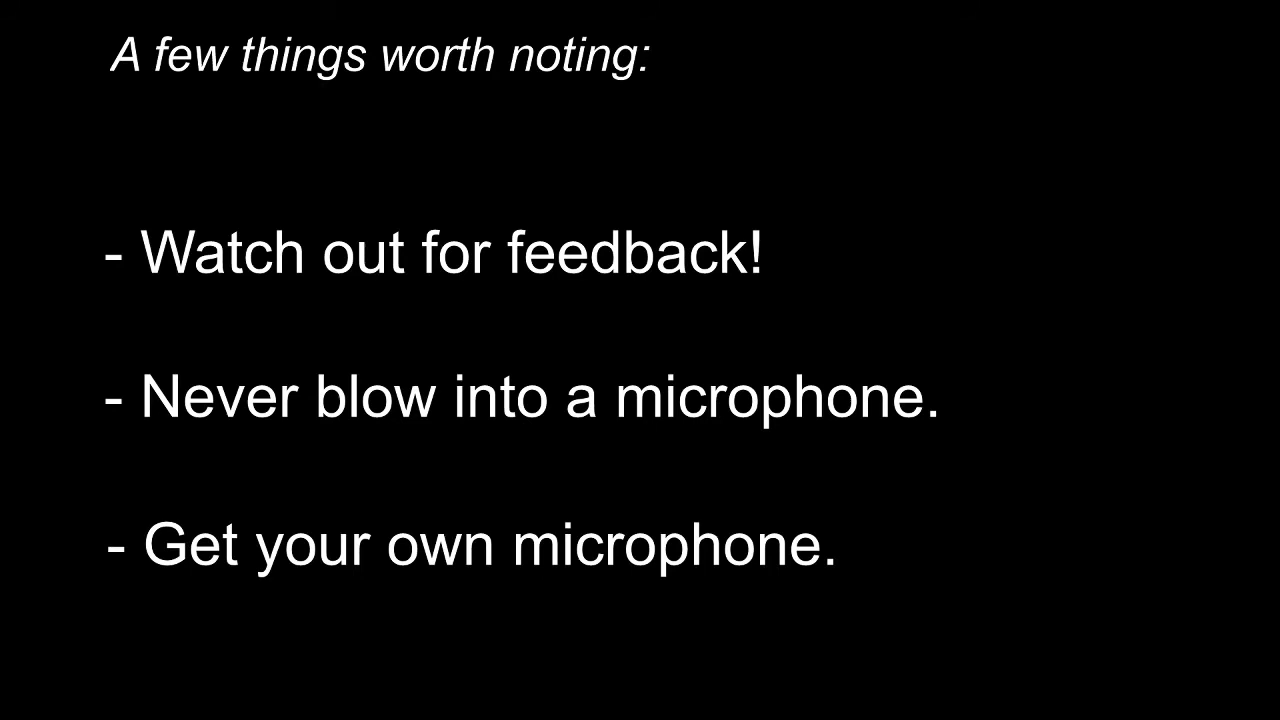 A few things worth noting:
- Watch out for feedback!
- Never blow into a microphone.
- Get your own microphone.